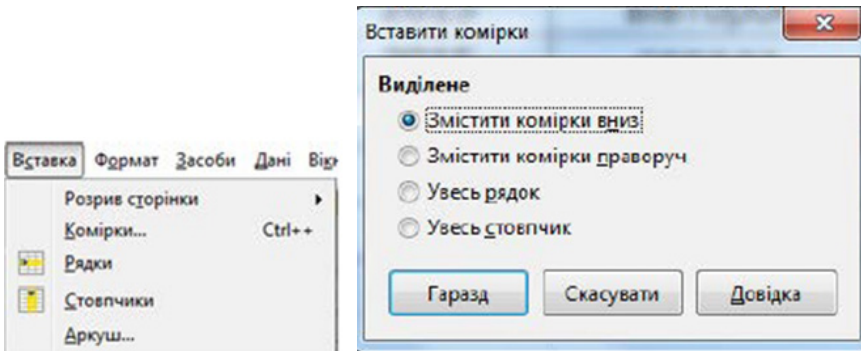 Вставка Формат Засоби Дані Вікн
Розрив сторінки
Комірки... Ctrl++
Рядки
Стовпчики
Аркуш...
Вставити комірки
Виділене
Змістити комірки вниз
Змістити комірки праворуч
Увесь рядок
Увесь стовпчик
Гаразд Скасувати Довідка